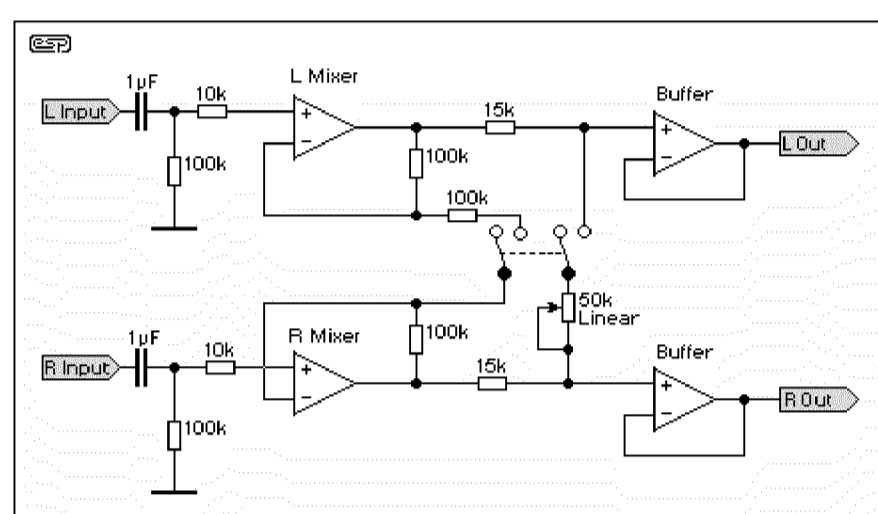 esp
1µF
10k
L Mixer
15k
Buffer
L Input
+
−
100k
100k
+
−
L Out
100k
50k
Linear
1µF
10k
R Mixer
100k
15k
Buffer
R Input
+
−
100k
+
−
R Out